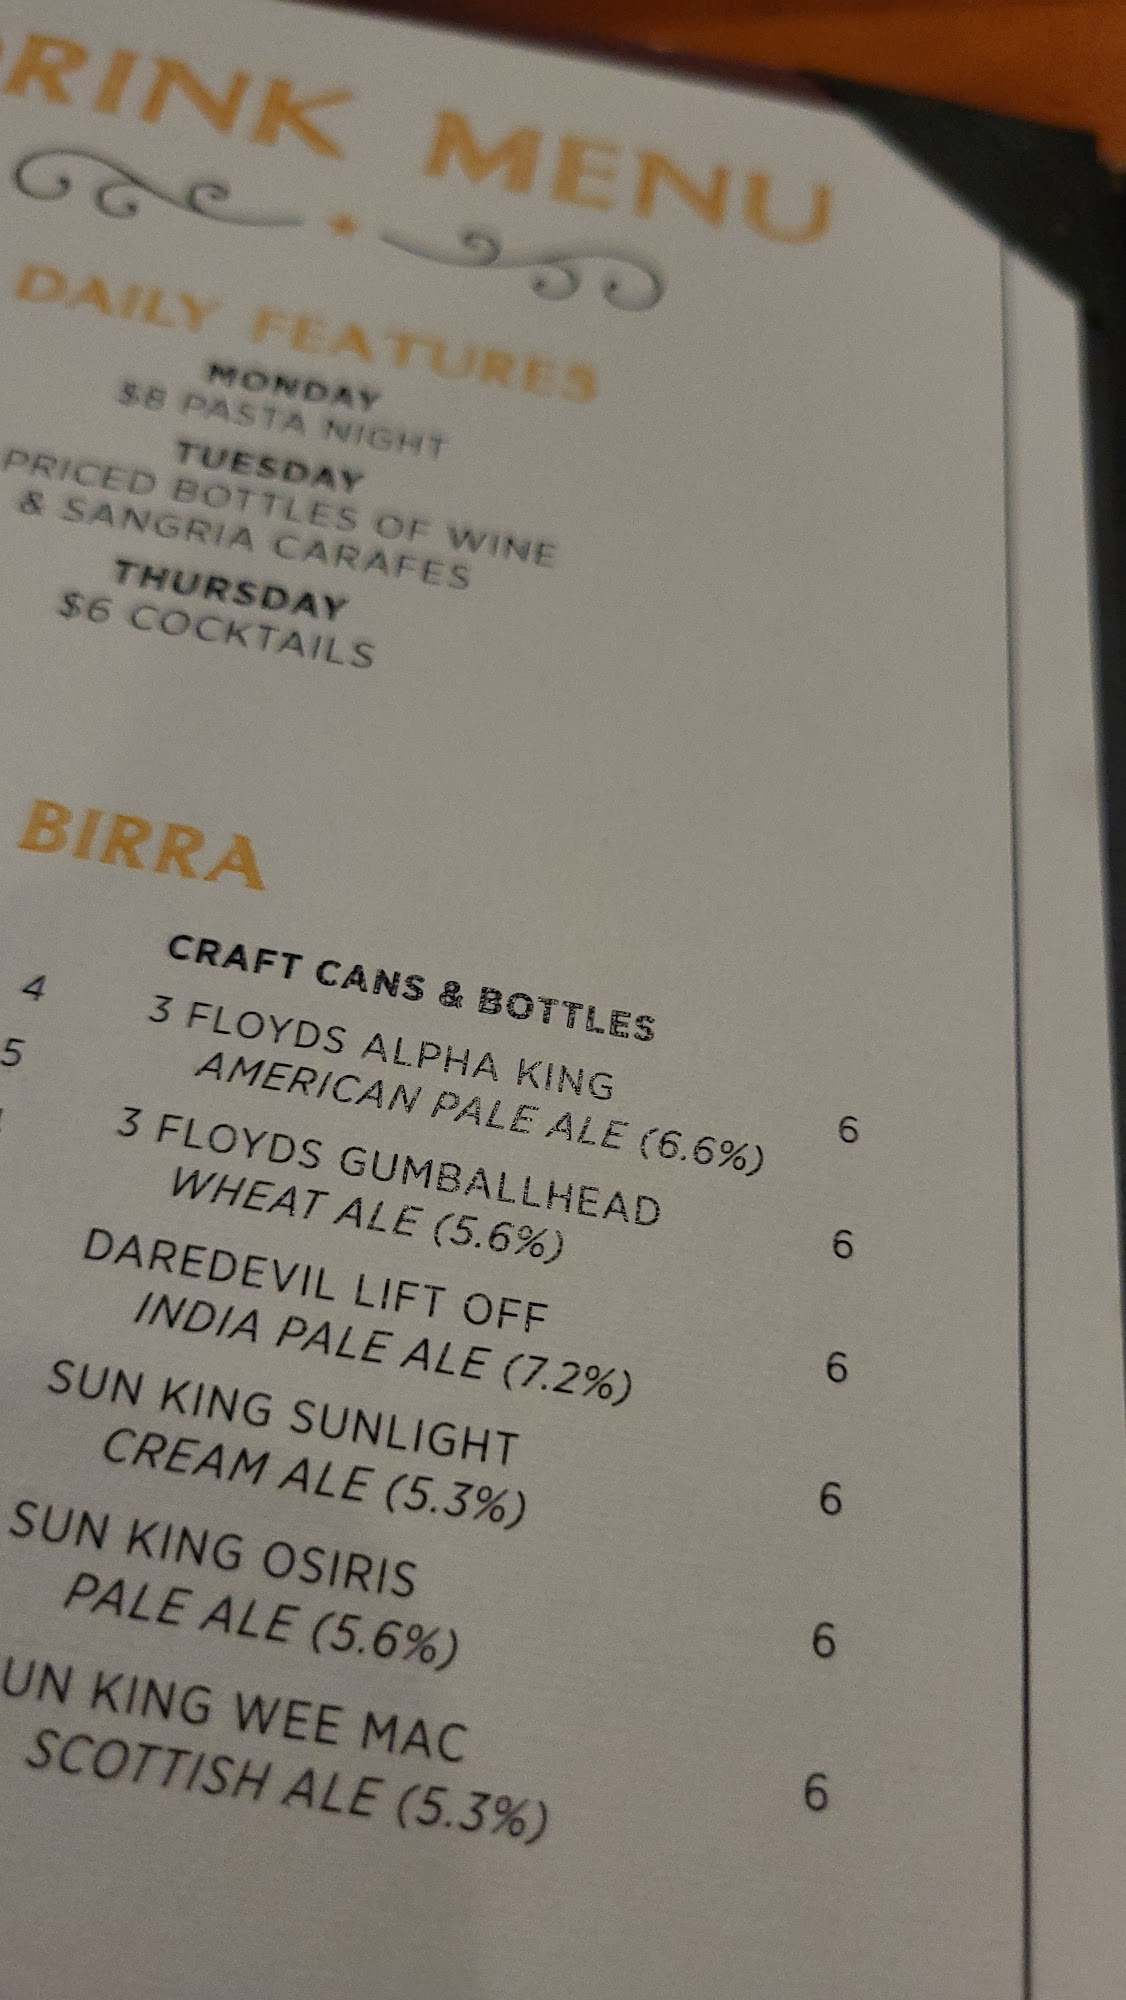 RINK MENU
DAILY FEATURES
MONDAY
$8 PASTA NIGHT
TUESDAY
PRICED BOTTLES OF WINE
& SANGRIA CARAFES
THURSDAY
$6 COCKTAILS
BIRRA
CRAFT CANS & BOTTLES
4
3 FLOYDS ALPHA KING
5
AMERICAN PALE ALE (6.6%) 6
3 FLOYDS GUMBALLHEAD
WHEAT ALE (5.6%) 6
DAREDEVIL LIFT OFF
INDIA PALE ALE (7.2%) 6
SUN KING SUNLIGHT
CREAM ALE (5.3%) 6
SUN KING OSIRIS
PALE ALE (5.6%) 6
UN KING WEE MAC
SCOTTISH ALE (5.3%) 6